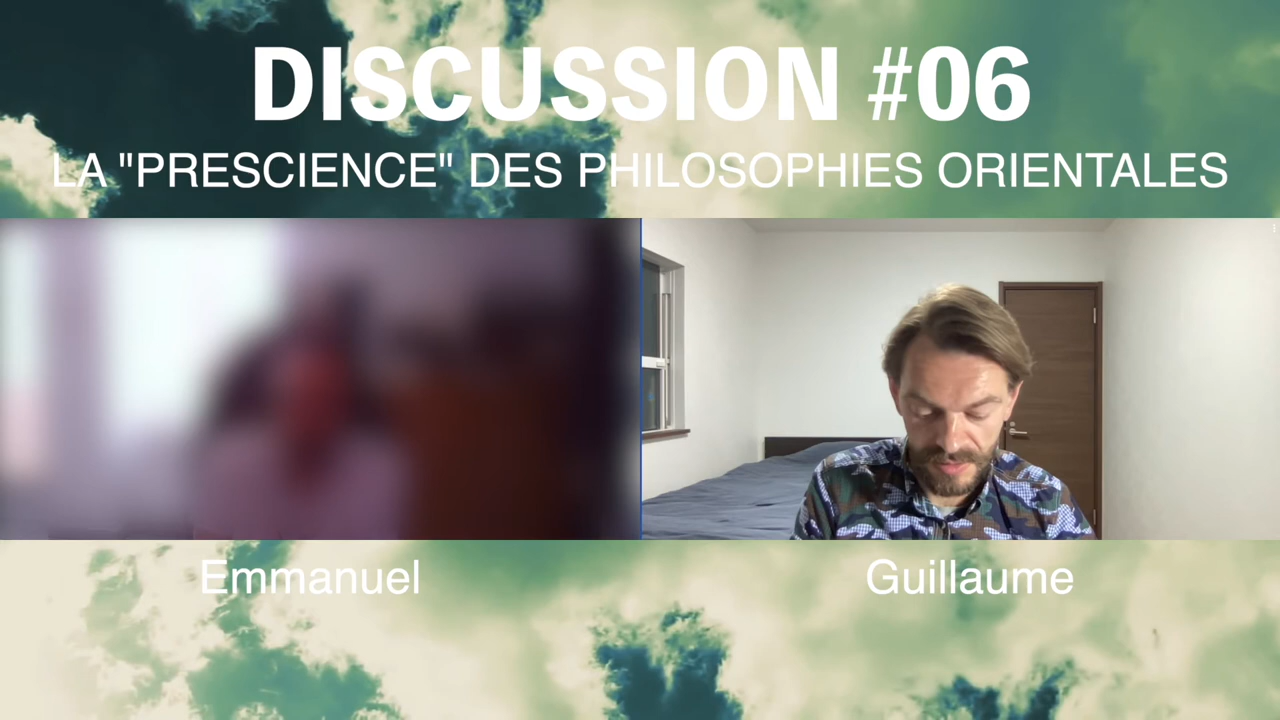 DISCUSSION #06
LA "PRESCIENCE" DES PHILOSOPHIES ORIENTALES
Emmanuel
Guillaume